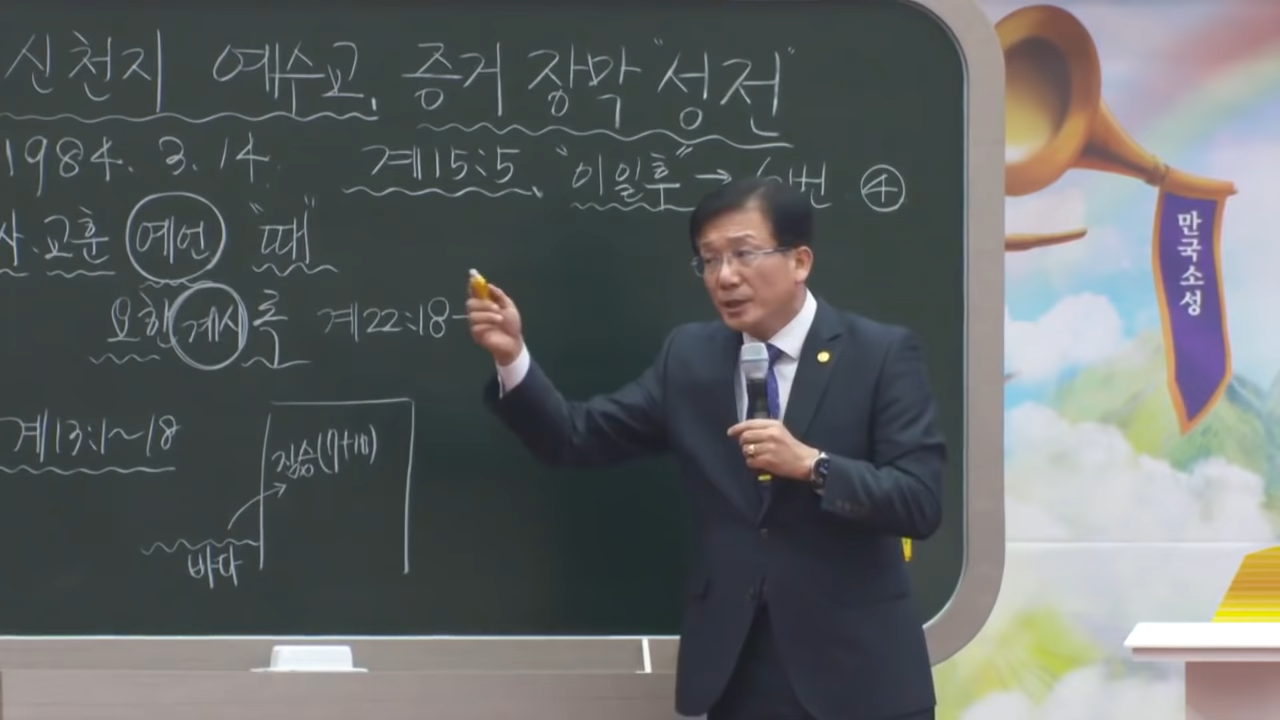 신천지 예수교, 증거장막"성전"
1984. 3. 14.
계15:5, "이일후" → 번 ④
사.교훈 예언 "때"
요한계시록 계22:18-
계13:1~18
짐승(7+10)
바다
만국소성